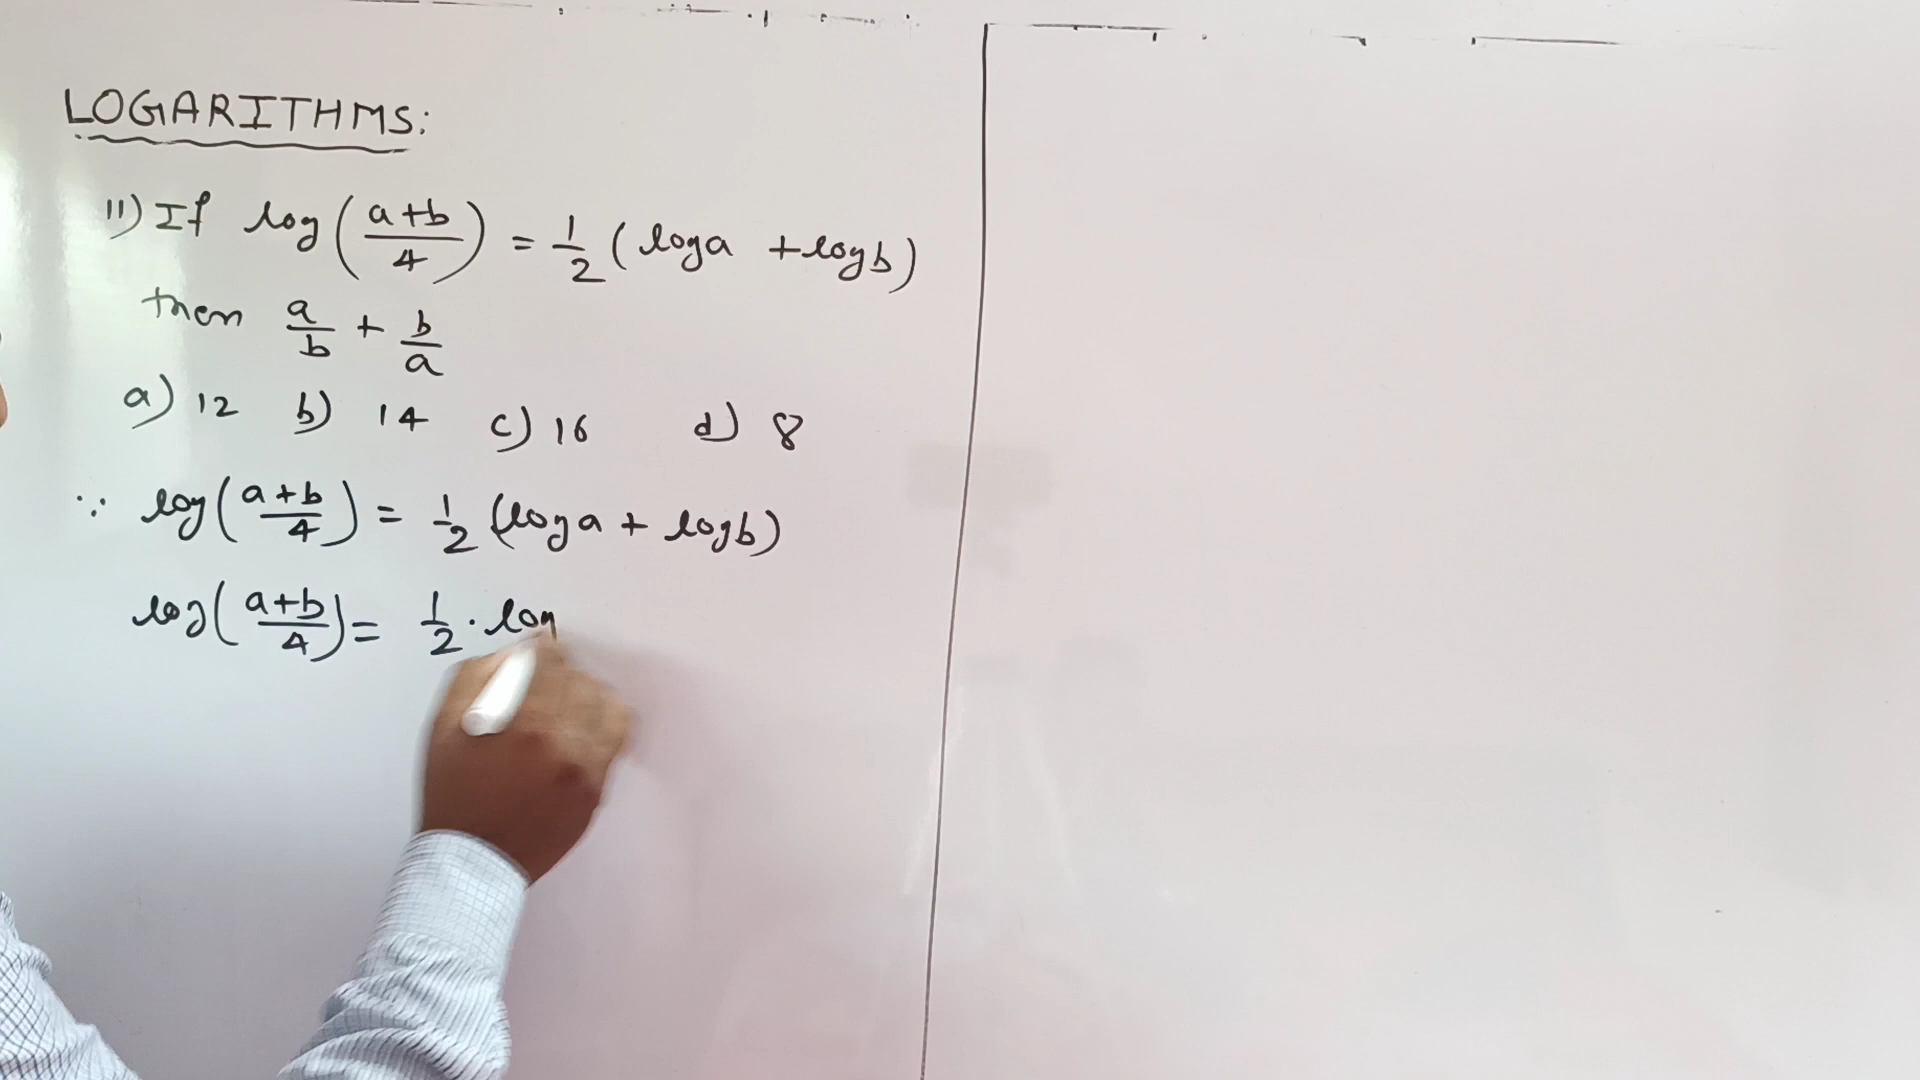 LOGARITHMS:
11) If log((a+b)/4) = 1/2 (log a + log b)
then a/b + b/a
a) 12 b) 14 c) 16 d) 8
∵ log((a+b)/4) = 1/2 (log a + log b)
log((a+b)/4) = 1/2 · log